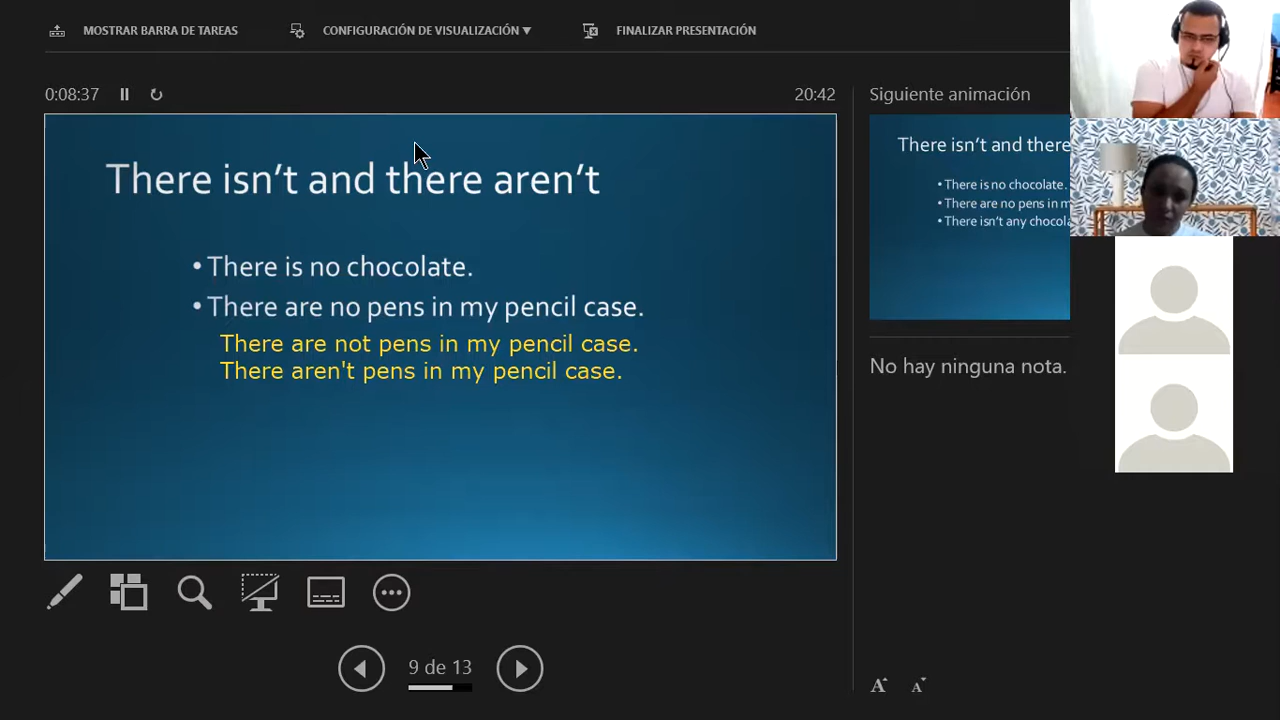 MOSTRAR BARRA DE TAREAS
CONFIGURACIÓN DE VISUALIZACIÓN ▼
FINALIZAR PRESENTACIÓN
0:08:37
20:42
There isn’t and there aren’t
• There is no chocolate.
• There are no pens in my pencil case.
There are not pens in my pencil case.
There aren't pens in my pencil case.
9 de 13
Siguiente animación
There isn’t and there
• There is no chocolate.
• There are no pens in
• There isn’t any
No hay ninguna nota.
A A